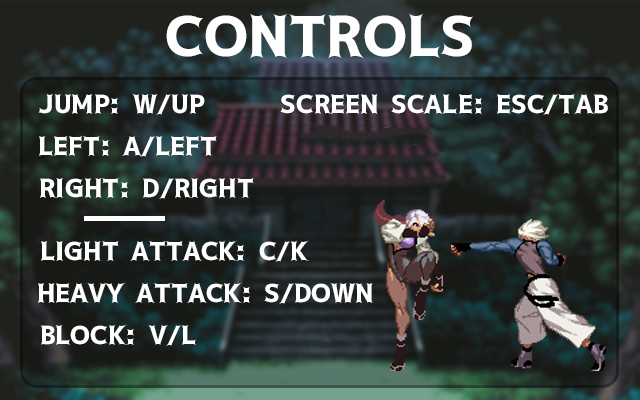 CONTROLS
JUMP: W/UP
SCREEN SCALE: ESC/TAB
LEFT: A/LEFT
RIGHT: D/RIGHT
LIGHT ATTACK: C/K
HEAVY ATTACK: S/DOWN
BLOCK: V/L